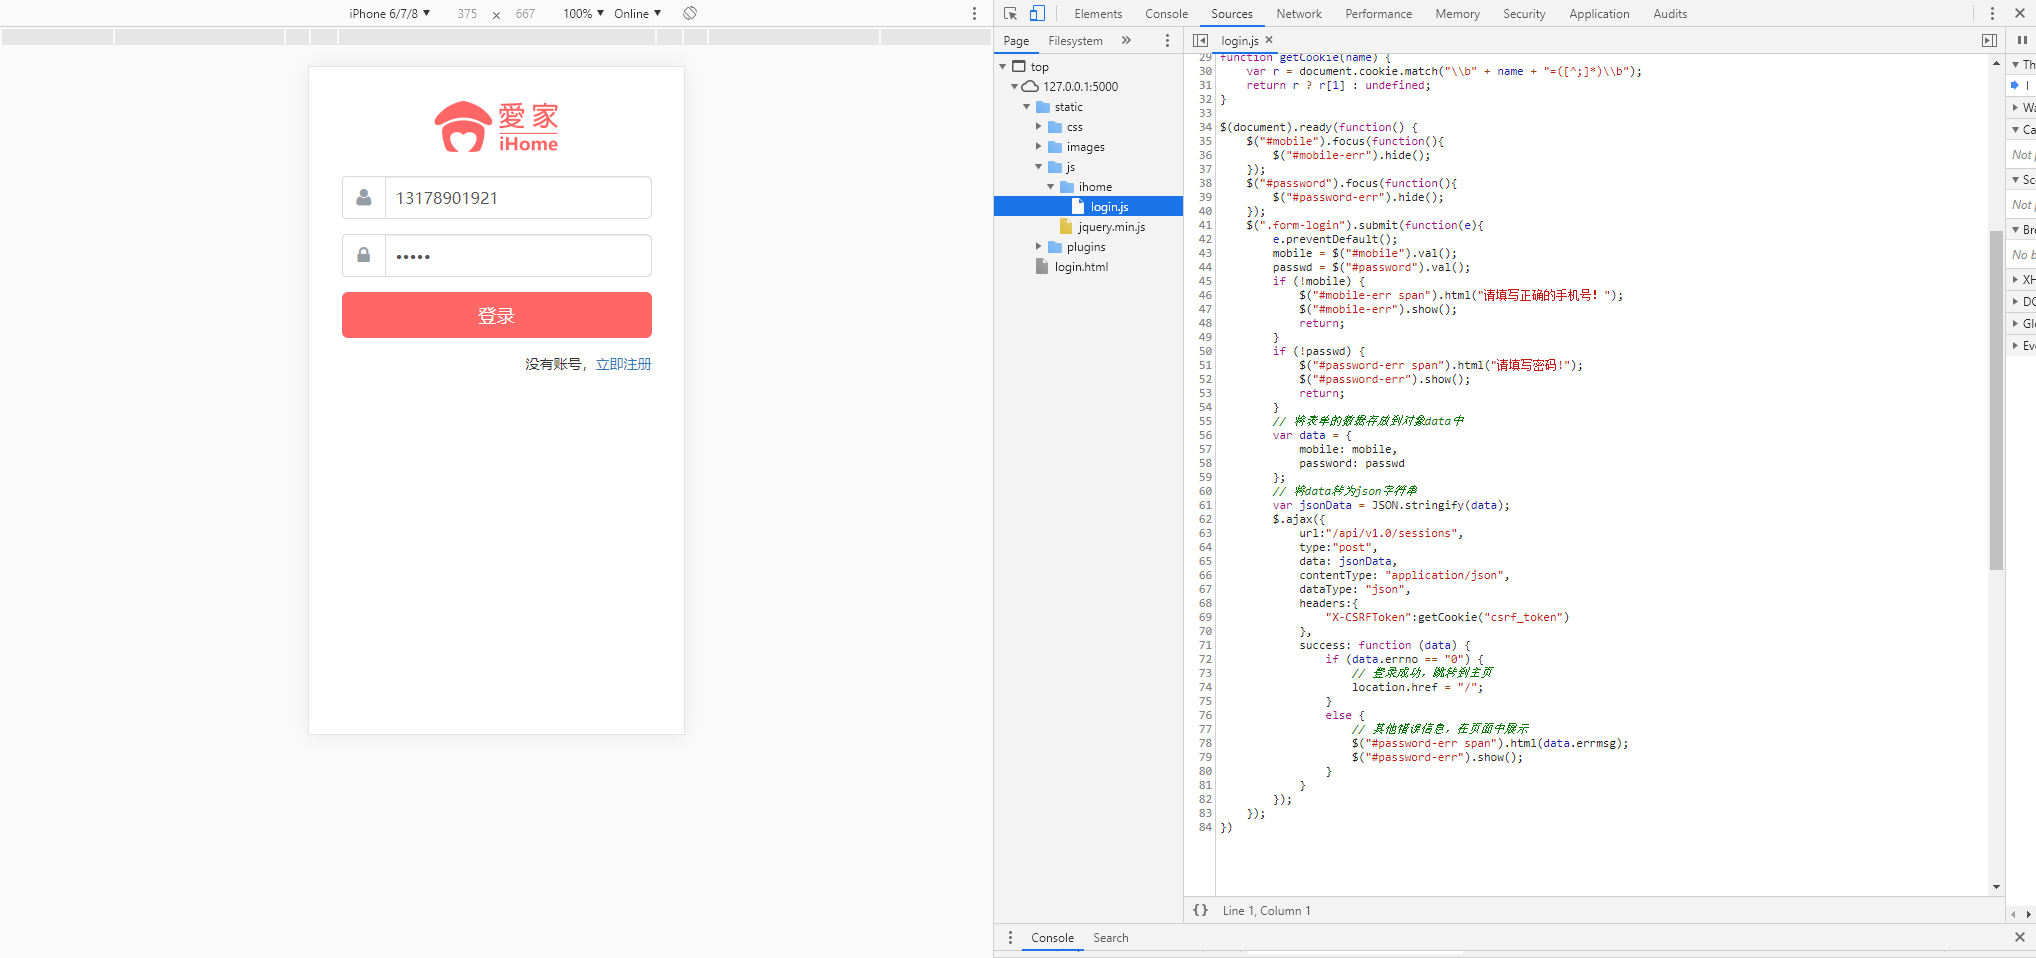 iPhone 6/7/8 ▼ 375 × 667 100% ▼ Online ▼
愛家
iHome
13178901921
•••••
登录
没有账号，立即注册
Elements Console Sources Network Performance Memory Security Application Audits
Page Filesystem »
login.js ×
top
127.0.0.1:5000
static
css
images
js
ihome
login.js
jquery.min.js
plugins
login.html
29 function getCookie(name) {
30     var r = document.cookie.match("\\b" + name + "=([^;]*)\\b");
31     return r ? r[1] : undefined;
32 }
33
34 $(document).ready(function() {
35     $("#mobile").focus(function(){
36         $("#mobile-err").hide();
37     });
38     $("#password").focus(function(){
39         $("#password-err").hide();
40     });
41     $(".form-login").submit(function(e){
42         e.preventDefault();
43         mobile = $("#mobile").val();
44         passwd = $("#password").val();
45         if (!mobile) {
46             $("#mobile-err span").html("请填写正确的手机号！");
47             $("#mobile-err").show();
48             return;
49         }
50         if (!passwd) {
51             $("#password-err span").html("请填写密码!");
52             $("#password-err").show();
53             return;
54         }
55         // 将表单的数据存放到对象data中
56         var data = {
57             mobile: mobile,
58             password: passwd
59         };
60         // 将data转为json字符串
61         var jsonData = JSON.stringify(data);
62         $.ajax({
63             url:"/api/v1.0/sessions",
64             type:"post",
65             data: jsonData,
66             contentType: "application/json",
67             dataType: "json",
68             headers:{
69                 "X-CSRFToken":getCookie("csrf_token")
70             },
71             success: function (data) {
72                 if (data.errno == "0") {
73                     // 登录成功，跳转到主页
74                     location.href = "/";
75                 }
76                 else {
77                     // 其他错误信息，在页面中展示
78                     $("#password-err span").html(data.errmsg);
79                     $("#password-err").show();
80                 }
81             }
82         });
83     });
84 })
{} Line 1, Column 1
Th
Wa
Ca
Not p
Sc
Not p
Bre
No b
XH
DO
Glo
Eve
Console Search